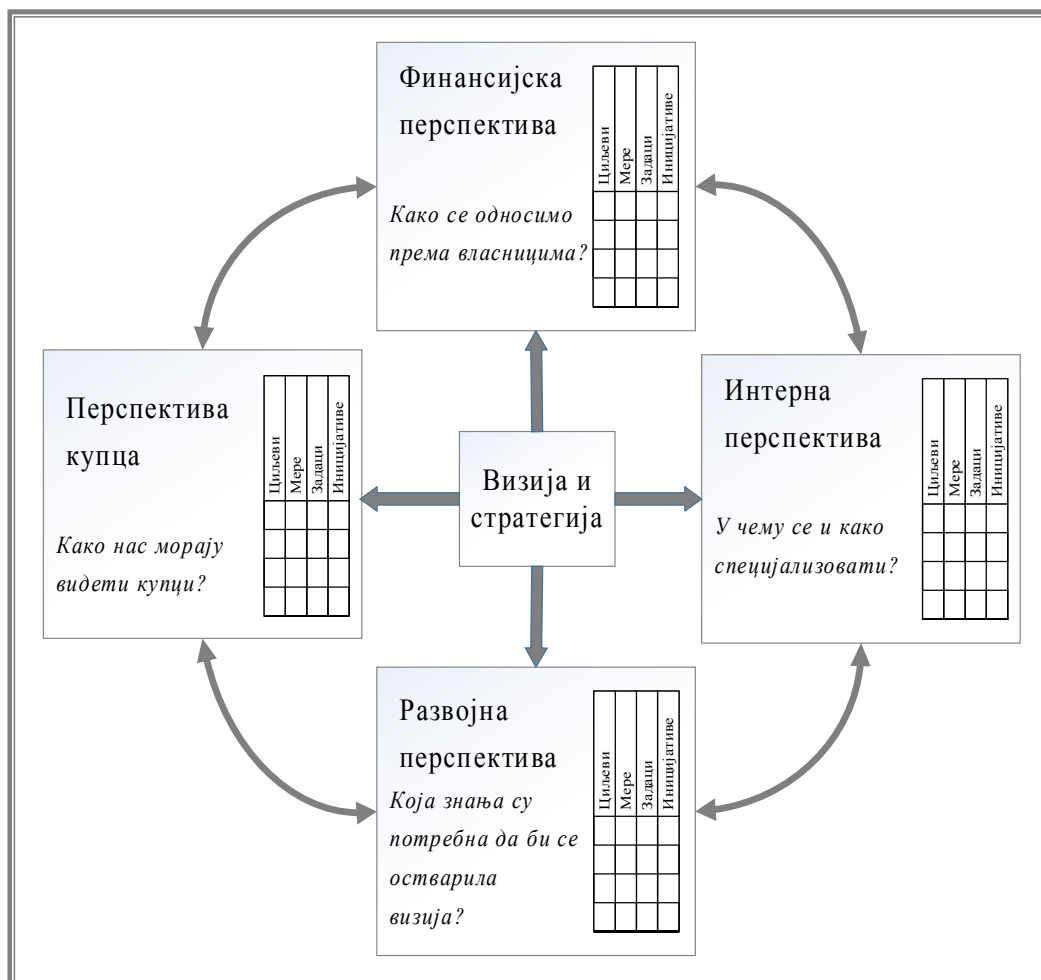 Финансијска
перспектива
Како се односимо
према власницима?
Циљеви
Мере
Задаци
Иницијативе
Перспектива
купца
Како нас морају
видети купци?
Циљеви
Мере
Задаци
Иницијативе
Визија и
стратегија
Интерна
перспектива
У чему се и како
специјализовати?
Циљеви
Мере
Задаци
Иницијативе
Развојна
перспектива
Која знања су
потребна да би се
остварила
визија?
Циљеви
Мере
Задаци
Иницијативе